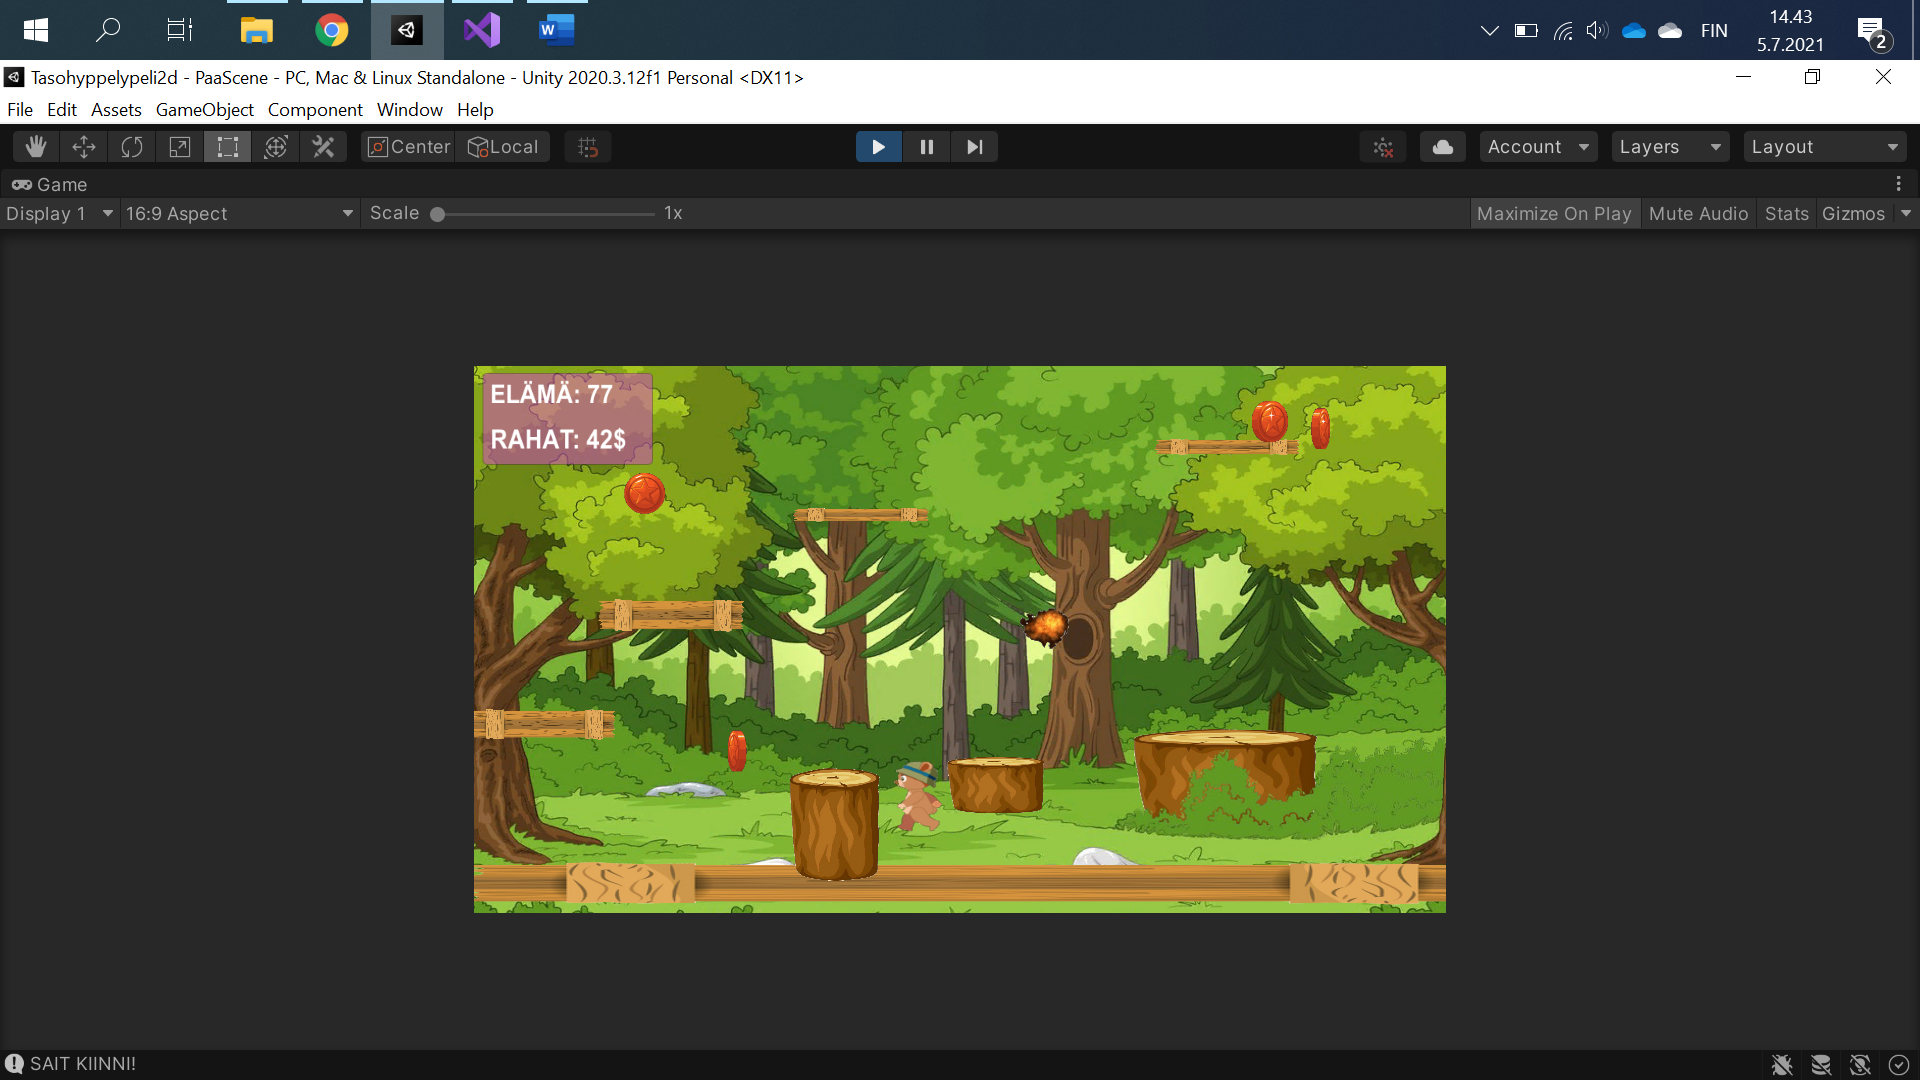 FIN
14.43
5.7.2021
2
Tasohyppelypeli2d - PaaScene - PC, Mac & Linux Standalone - Unity 2020.3.12f1 Personal <DX11>
File Edit Assets GameObject Component Window Help
Center Local Account Layers Layout
Game
Display 1 16:9 Aspect Scale 1x Maximize On Play Mute Audio Stats Gizmos
ELÄMÄ: 77
RAHAT: 42$
SAIT KIINNI!